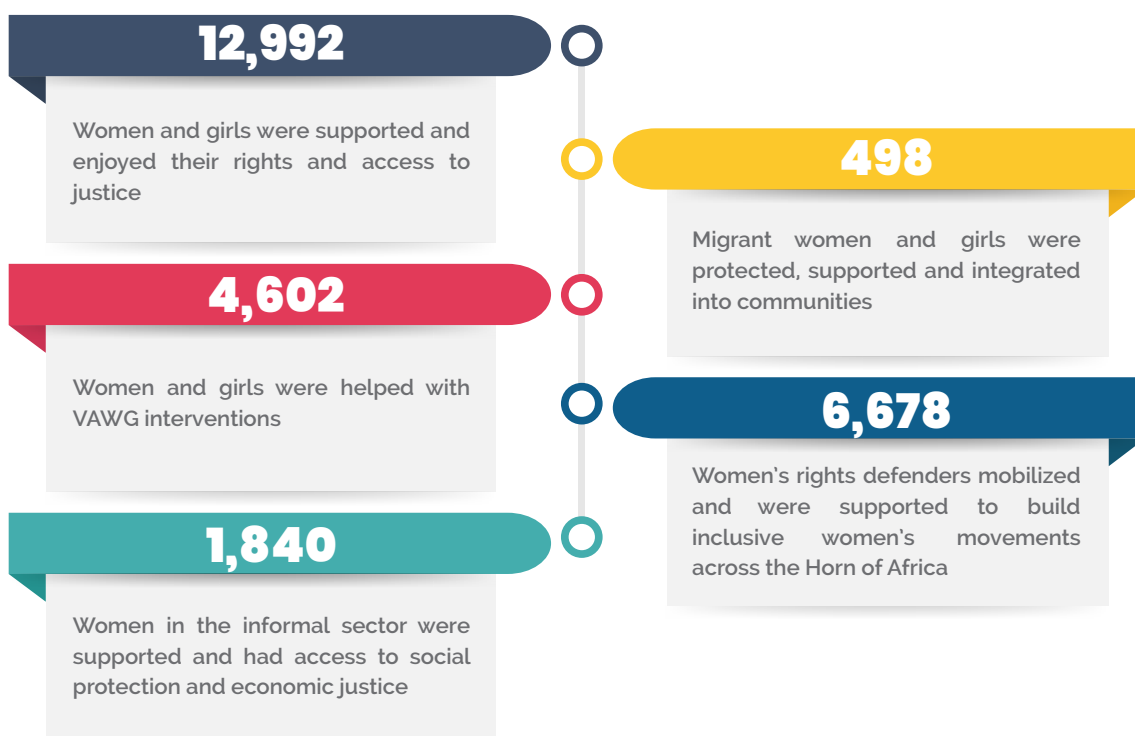 12,992
Women and girls were supported and
enjoyed their rights and access to
justice
498
Migrant women and girls were
protected, supported and integrated
into communities
4,602
Women and girls were helped with
VAWG interventions
6,678
Women’s rights defenders mobilized
and were supported to build
inclusive women’s movements
across the Horn of Africa
1,840
Women in the informal sector were
supported and had access to social
protection and economic justice